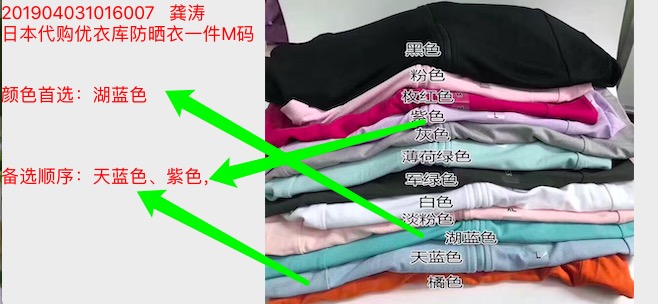 201904031016007 龚涛
日本代购优衣库防晒衣一件M码
颜色首选：湖蓝色
备选顺序：天蓝色、紫色，
黑色
粉色
枚红色
紫色
L
灰色
薄荷绿色
军绿色
白色
淡粉色
XL
湖蓝色
天蓝色
L
橘色